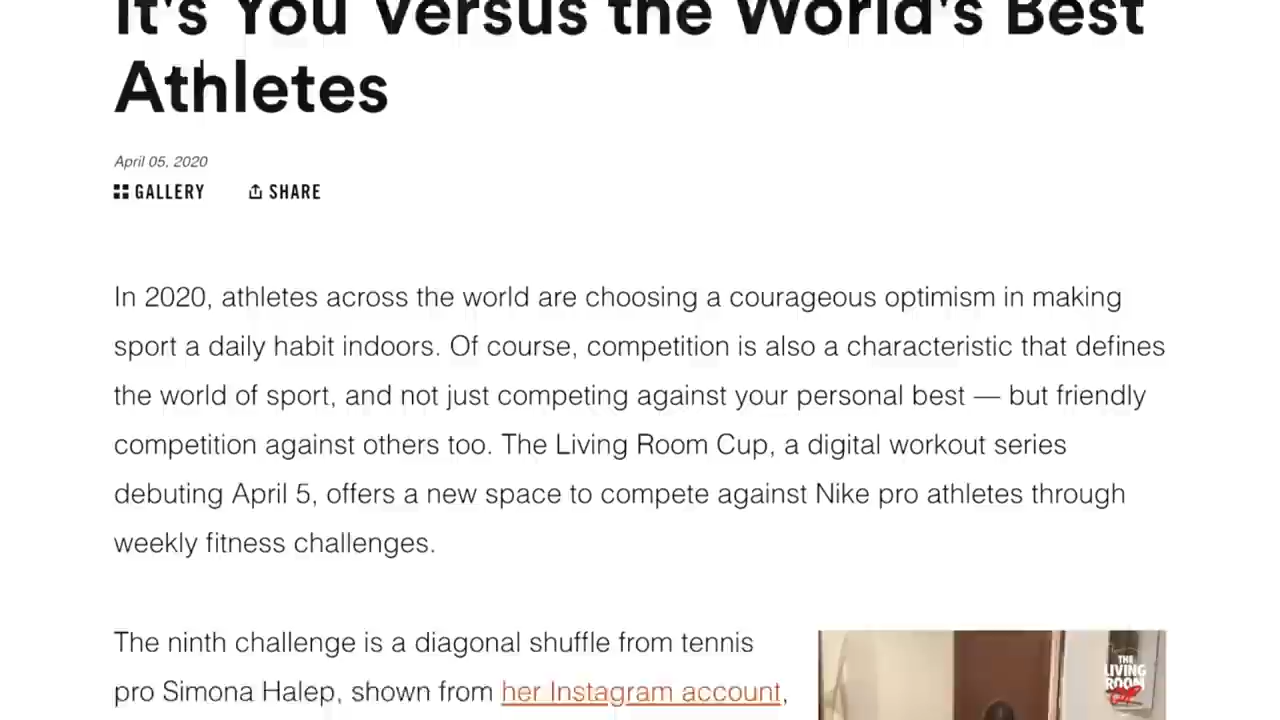 It's You Versus the World's Best
Athletes
April 05, 2020
GALLERY SHARE
In 2020, athletes across the world are choosing a courageous optimism in making
sport a daily habit indoors. Of course, competition is also a characteristic that defines
the world of sport, and not just competing against your personal best — but friendly
competition against others too. The Living Room Cup, a digital workout series
debuting April 5, offers a new space to compete against Nike pro athletes through
weekly fitness challenges.
The ninth challenge is a diagonal shuffle from tennis
pro Simona Halep, shown from her Instagram account,
THE
LIVING
ROOM
CUP